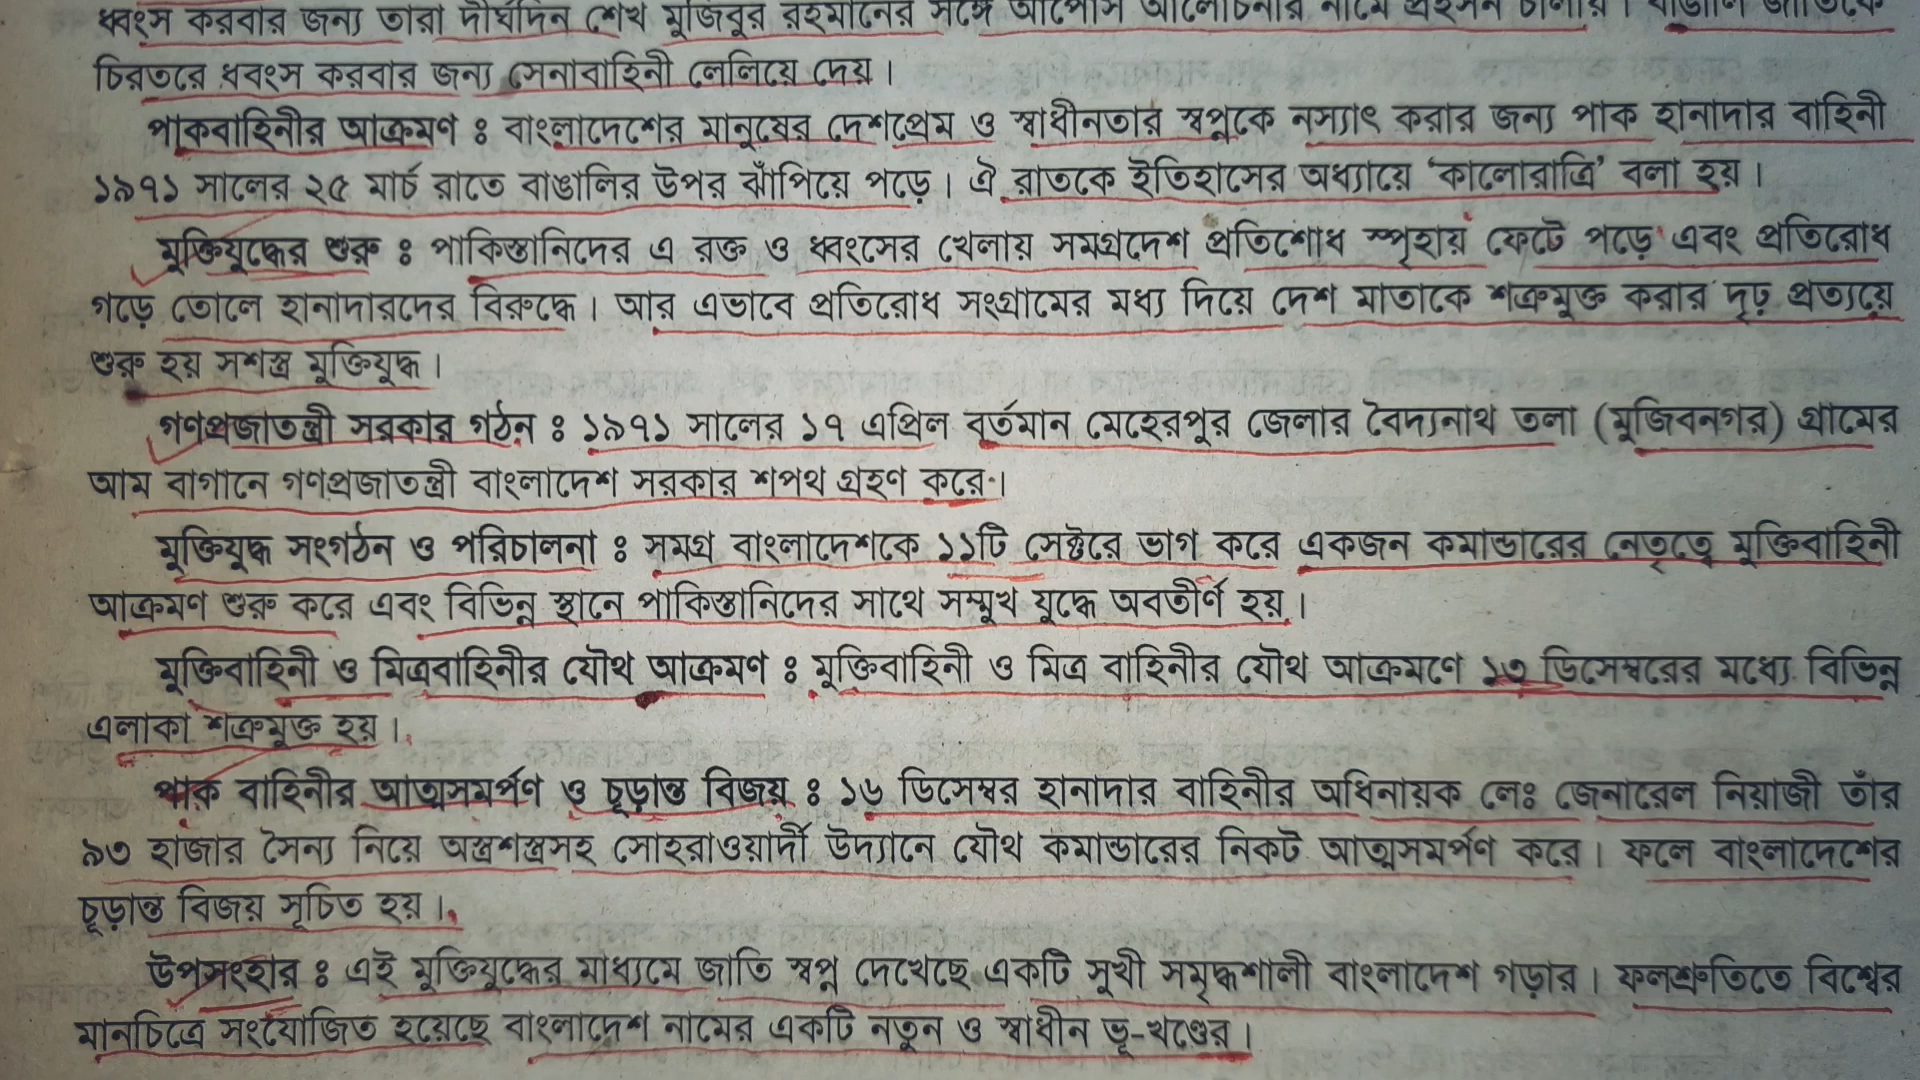 ধ্বংস করবার জন্য তারা দীর্ঘদিন শেখ মুজিবুর রহমানের সঙ্গে আপোস আলোচনার নামে প্রহসন চালায়। বাঙালি জাতিকে
চিরতরে ধ্বংস করবার জন্য সেনাবাহিনী লেলিয়ে দেয়।
পাকবাহিনীর আক্রমণ ঃ বাংলাদেশের মানুষের দেশপ্রেম ও স্বাধীনতার স্বপ্নকে নস্যাৎ করার জন্য পাক হানাদার বাহিনী
১৯৭১ সালের ২৫ মার্চ রাতে বাঙালির উপর ঝাঁপিয়ে পড়ে। ঐ রাতকে ইতিহাসের অধ্যায়ে ‘কালোরাত্রি’ বলা হয়।
মুক্তিযুদ্ধের শুরু ঃ পাকিস্তানিদের এ রক্ত ও ধ্বংসের খেলায় সমগ্রদেশ প্রতিশোধ স্পৃহায় ফেটে পড়ে এবং প্রতিরোধ
গড়ে তোলে হানাদারদের বিরুদ্ধে। আর এভাবে প্রতিরোধ সংগ্রামের মধ্য দিয়ে দেশ মাতাকে শত্রুমুক্ত করার দৃঢ় প্রত্যয়ে
শুরু হয় সশস্ত্র মুক্তিযুদ্ধ।
গণপ্রজাতন্ত্রী সরকার গঠন ঃ ১৯৭১ সালের ১৭ এপ্রিল বর্তমান মেহেরপুর জেলার বৈদ্যনাথ তলা (মুজিবনগর) গ্রামের
আম বাগানে গণপ্রজাতন্ত্রী বাংলাদেশ সরকার শপথ গ্রহণ করে।
মুক্তিযুদ্ধ সংগঠন ও পরিচালনা ঃ সমগ্র বাংলাদেশকে ১১টি সেক্টরে ভাগ করে একজন কমান্ডারের নেতৃত্বে মুক্তিবাহিনী
আক্রমণ শুরু করে এবং বিভিন্ন স্থানে পাকিস্তানিদের সাথে সম্মুখ যুদ্ধে অবতীর্ণ হয়।
মুক্তিবাহিনী ও মিত্রবাহিনীর যৌথ আক্রমণ ঃ মুক্তিবাহিনী ও মিত্র বাহিনীর যৌথ আক্রমণে ১৩ ডিসেম্বরের মধ্যে বিভিন্ন
এলাকা শত্রুমুক্ত হয়।
পাক বাহিনীর আত্মসমর্পণ ও চূড়ান্ত বিজয় ঃ ১৬ ডিসেম্বর হানাদার বাহিনীর অধিনায়ক লেঃ জেনারেল নিয়াজী তাঁর
৯৩ হাজার সৈন্য নিয়ে অস্ত্রশস্ত্রসহ সোহরাওয়ার্দী উদ্যানে যৌথ কমান্ডারের নিকট আত্মসমর্পণ করে। ফলে বাংলাদেশের
চূড়ান্ত বিজয় সূচিত হয়।
উপসংহার ঃ এই মুক্তিযুদ্ধের মাধ্যমে জাতি স্বপ্ন দেখেছে একটি সুখী সমৃদ্ধশালী বাংলাদেশ গড়ার। ফলশ্রুতিতে বিশ্বের
মানচিত্রে সংযোজিত হয়েছে বাংলাদেশ নামের একটি নতুন ও স্বাধীন ভূ-খণ্ডের।